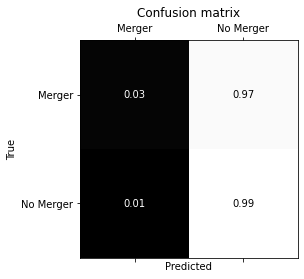 Confusion matrix
Merger No Merger
Merger 0.03 0.97
True
No Merger 0.01 0.99
Predicted